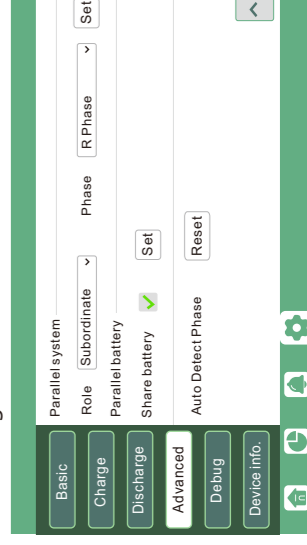 Basic
Charge
Discharge
Advanced
Debug
Device info.
Parallel system
Role Subordinate Phase R Phase Set
Parallel battery
Share battery Set
Auto Detect Phase Reset